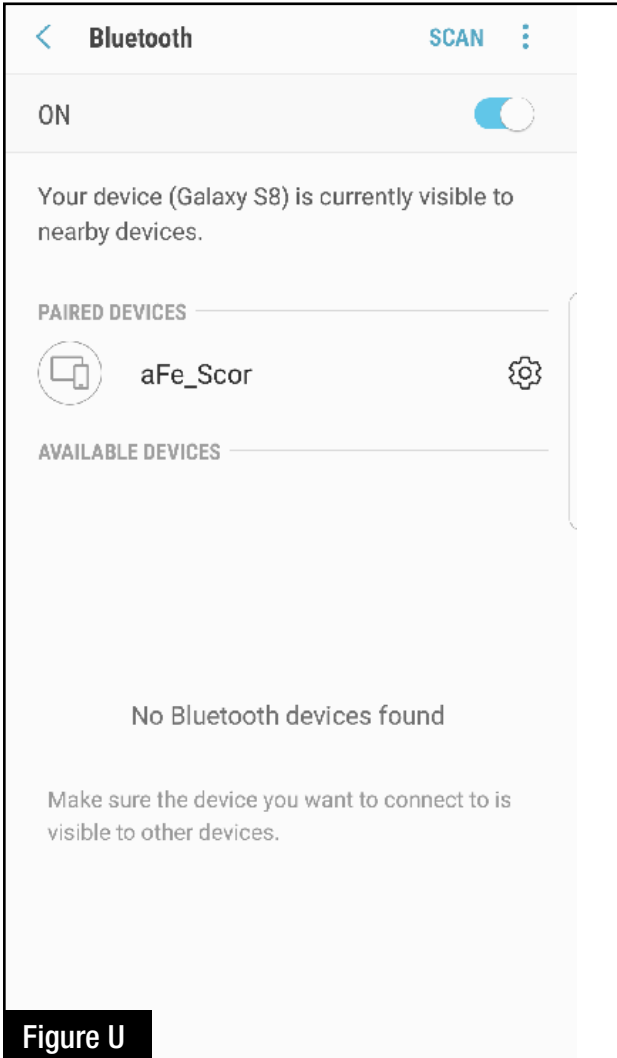 Bluetooth SCAN
ON
Your device (Galaxy S8) is currently visible to
nearby devices.
PAIRED DEVICES
aFe_Scor
AVAILABLE DEVICES
No Bluetooth devices found
Make sure the device you want to connect to is
visible to other devices.
Figure U